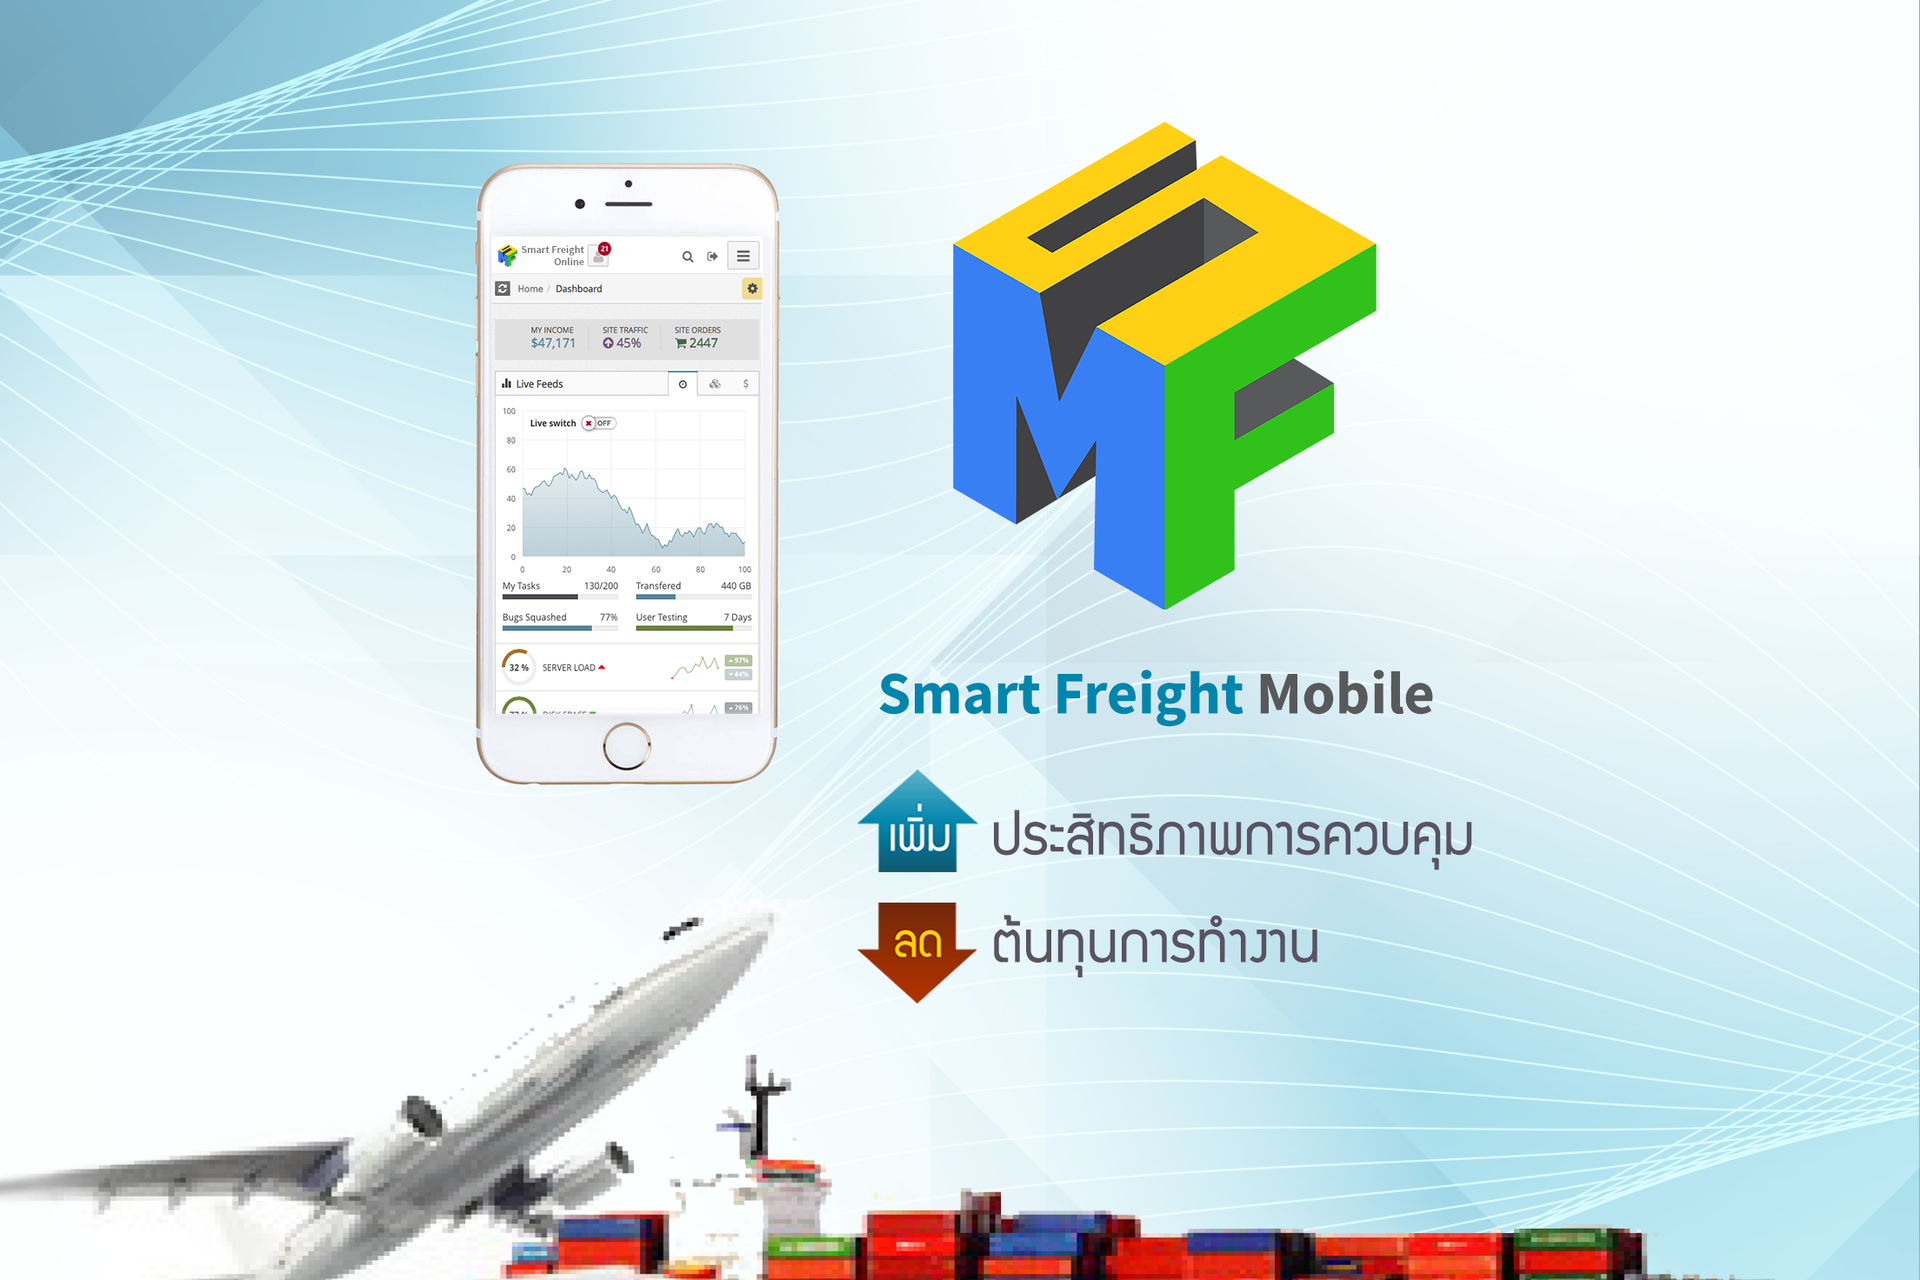 Smart Freight
Online
21
Home / Dashboard
MY INCOME
$47,171
SITE TRAFFIC
45%
SITE ORDERS
2447
Live Feeds
$
Live switch
OFF
100
80
60
40
20
0
0 20 40 60 80 100
My Tasks 130/200
Transfered 440 GB
Bugs Squashed 77%
User Testing 7 Days
32 %
SERVER LOAD
97%
44%
76%
Smart Freight Mobile
เพิ่ม ประสิทธิภาพการควบคุม
ลด ต้นทุนการทำงาน